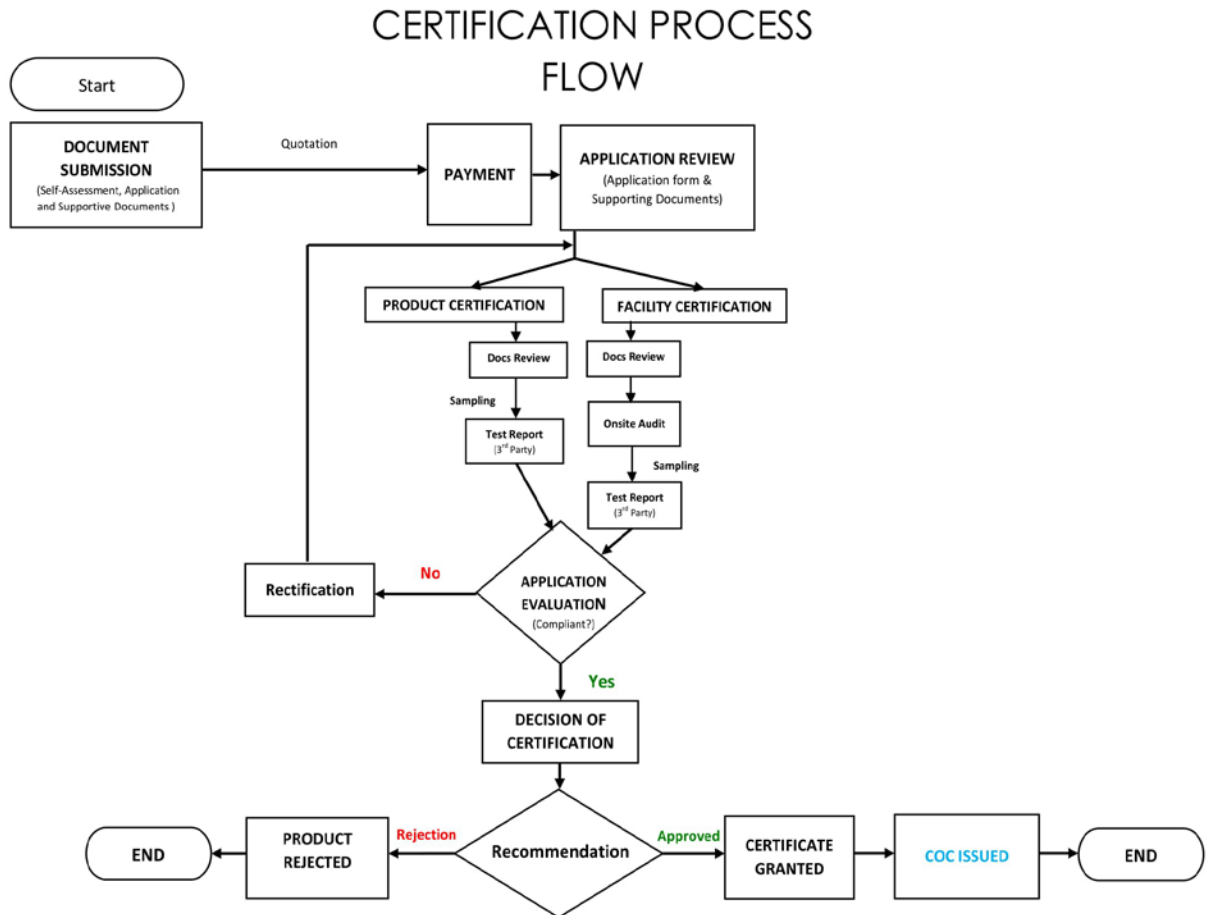 CERTIFICATION PROCESS
FLOW
Start
DOCUMENT
SUBMISSION
(Self-Assessment, Application
and Supportive Documents )
Quotation
PAYMENT
APPLICATION REVIEW
(Application form &
Supporting Documents)
PRODUCT CERTIFICATION
FACILITY CERTIFICATION
Docs Review
Docs Review
Sampling
Onsite Audit
Test Report
(3rd Party)
Sampling
Test Report
(3rd Party)
Rectification
No
APPLICATION
EVALUATION
(Compliant?)
Yes
DECISION OF
CERTIFICATION
END
PRODUCT
REJECTED
Rejection
Recommendation
Approved
CERTIFICATE
GRANTED
COC ISSUED
END